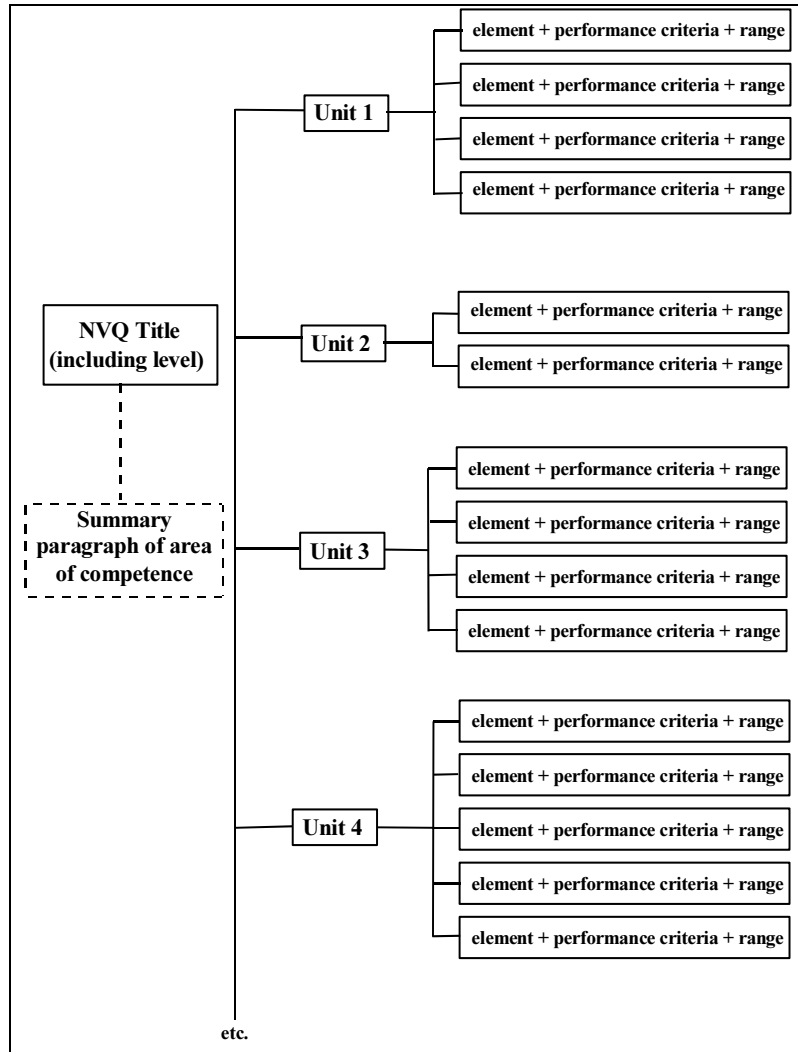 NVQ Title
(including level)
Summary
paragraph of area
of competence
Unit 1
element + performance criteria + range
element + performance criteria + range
element + performance criteria + range
element + performance criteria + range
Unit 2
element + performance criteria + range
element + performance criteria + range
Unit 3
element + performance criteria + range
element + performance criteria + range
element + performance criteria + range
element + performance criteria + range
Unit 4
element + performance criteria + range
element + performance criteria + range
element + performance criteria + range
element + performance criteria + range
element + performance criteria + range
etc.